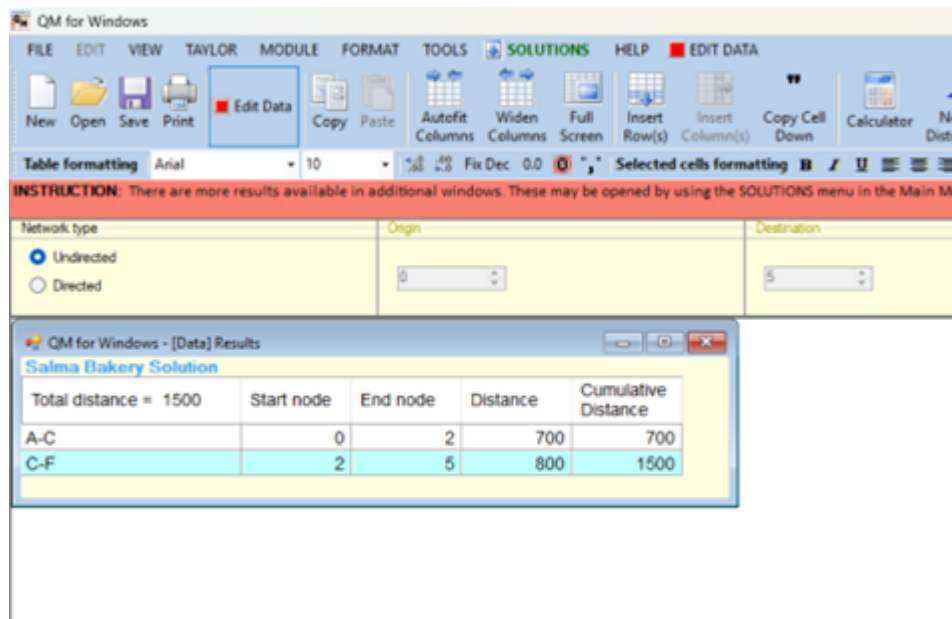 QM for Windows
FILE EDIT VIEW TAYLOR MODULE FORMAT TOOLS SOLUTIONS HELP EDIT DATA
New Open Save Print Edit Data Copy Paste Autofit Columns Widen Columns Full Screen Insert Row(s) Insert Column(s) Copy Cell Down Calculator
Table formatting Arial 10 Fix Dec 0.0 Selected cells formatting B I U
INSTRUCTION: There are more results available in additional windows. These may be opened by using the SOLUTIONS menu in the Main M
Network type Origin Destination
Undirected
0 5
Directed
QM for Windows - [Data] Results
Salma Bakery Solution
Total distance = 1500 Start node End node Distance Cumulative Distance
A-C 0 2 700 700
C-F 2 5 800 1500